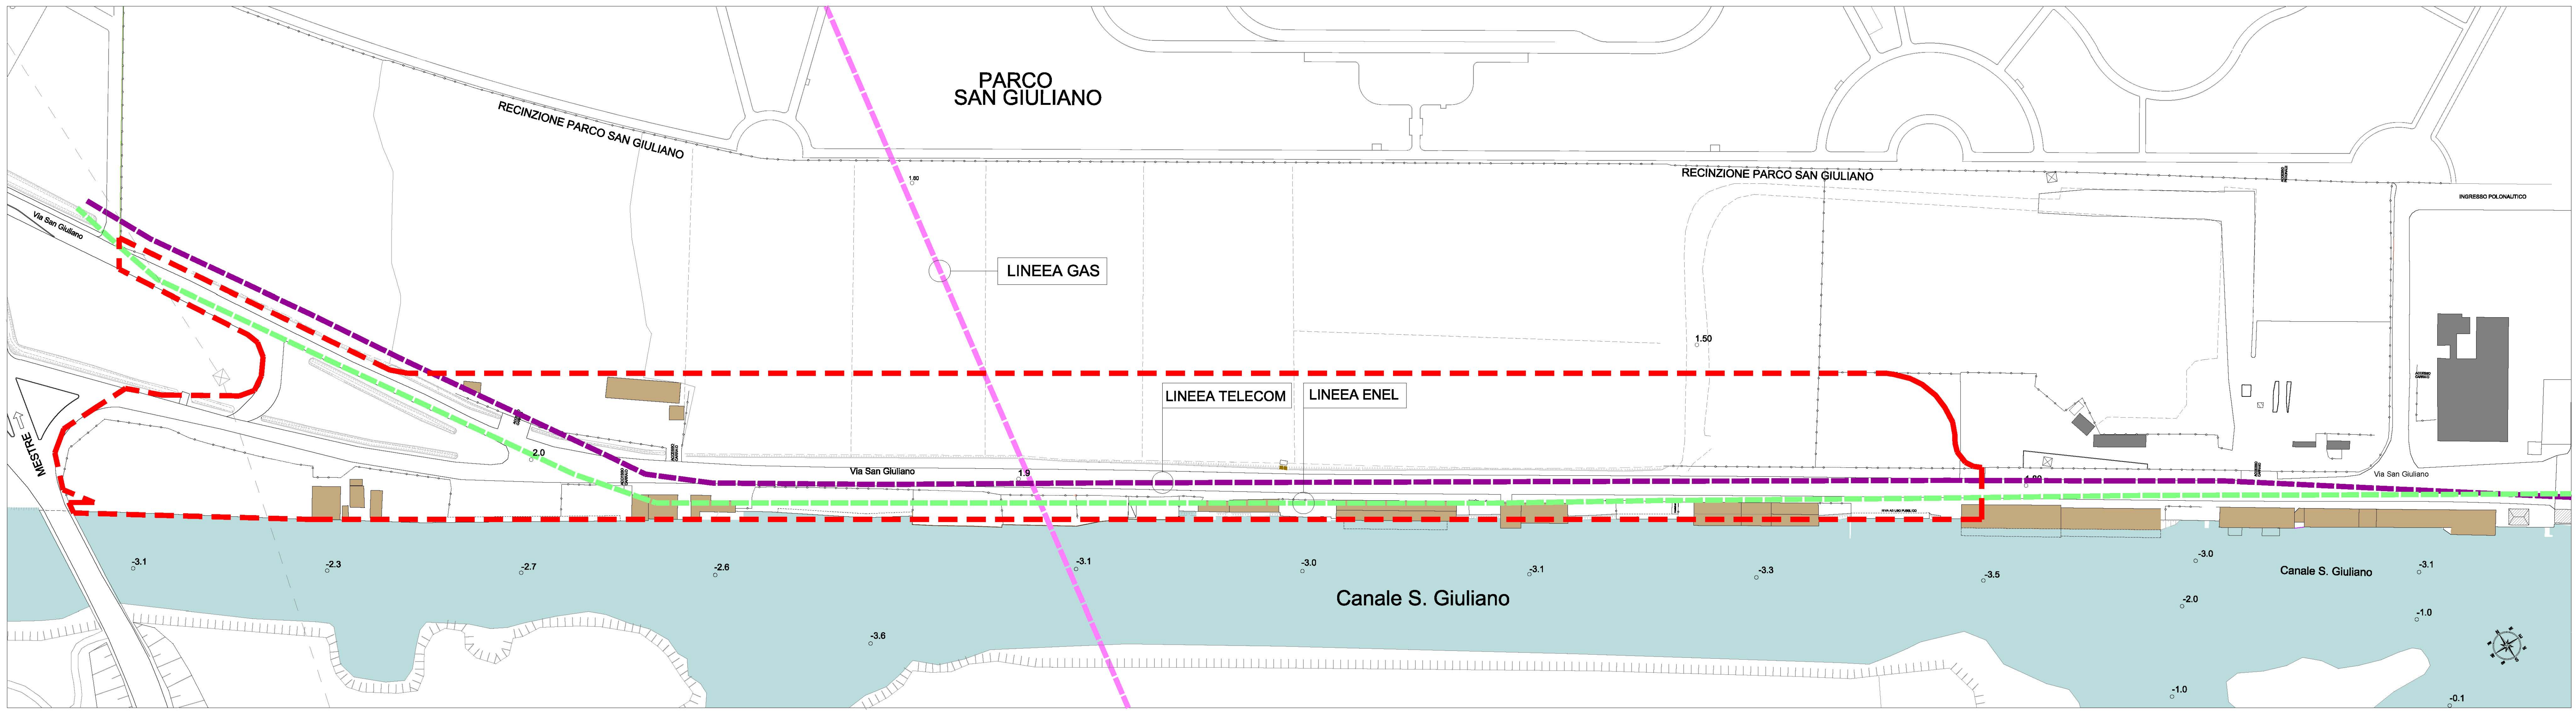 PARCO
SAN GIULIANO
RECINZIONE PARCO SAN GIULIANO
RECINZIONE PARCO SAN GIULIANO
1.80
INGRESSO POLONAUTICO
Via San Giuliano
LINEEA GAS
1.50
LINEEA TELECOM
LINEEA ENEL
MESTRE
2.0
Via San Giuliano
1.9
Via San Giuliano
-3.1
-2.3
-2.7
-2.6
-3.1
-3.0
-3.1
-3.3
-3.5
-3.0
-3.1
Canale S. Giuliano
Canale S. Giuliano
-2.0
-1.0
-3.6
-1.0
-0.1